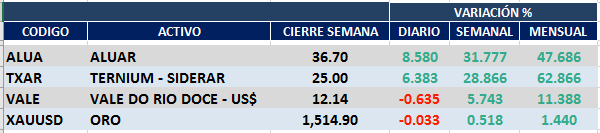 VARIACIÓN %
CODIGO ACTIVO CIERRE SEMANA DIARIO SEMANAL MENSUAL
ALUA ALUAR 36.70 8.580 31.777 47.686
TXAR TERNIUM - SIDERAR 25.00 6.383 28.866 62.866
VALE VALE DO RIO DOCE - US$ 12.14 -0.635 5.743 11.388
XAUUSD ORO 1,514.90 -0.033 0.518 1.440